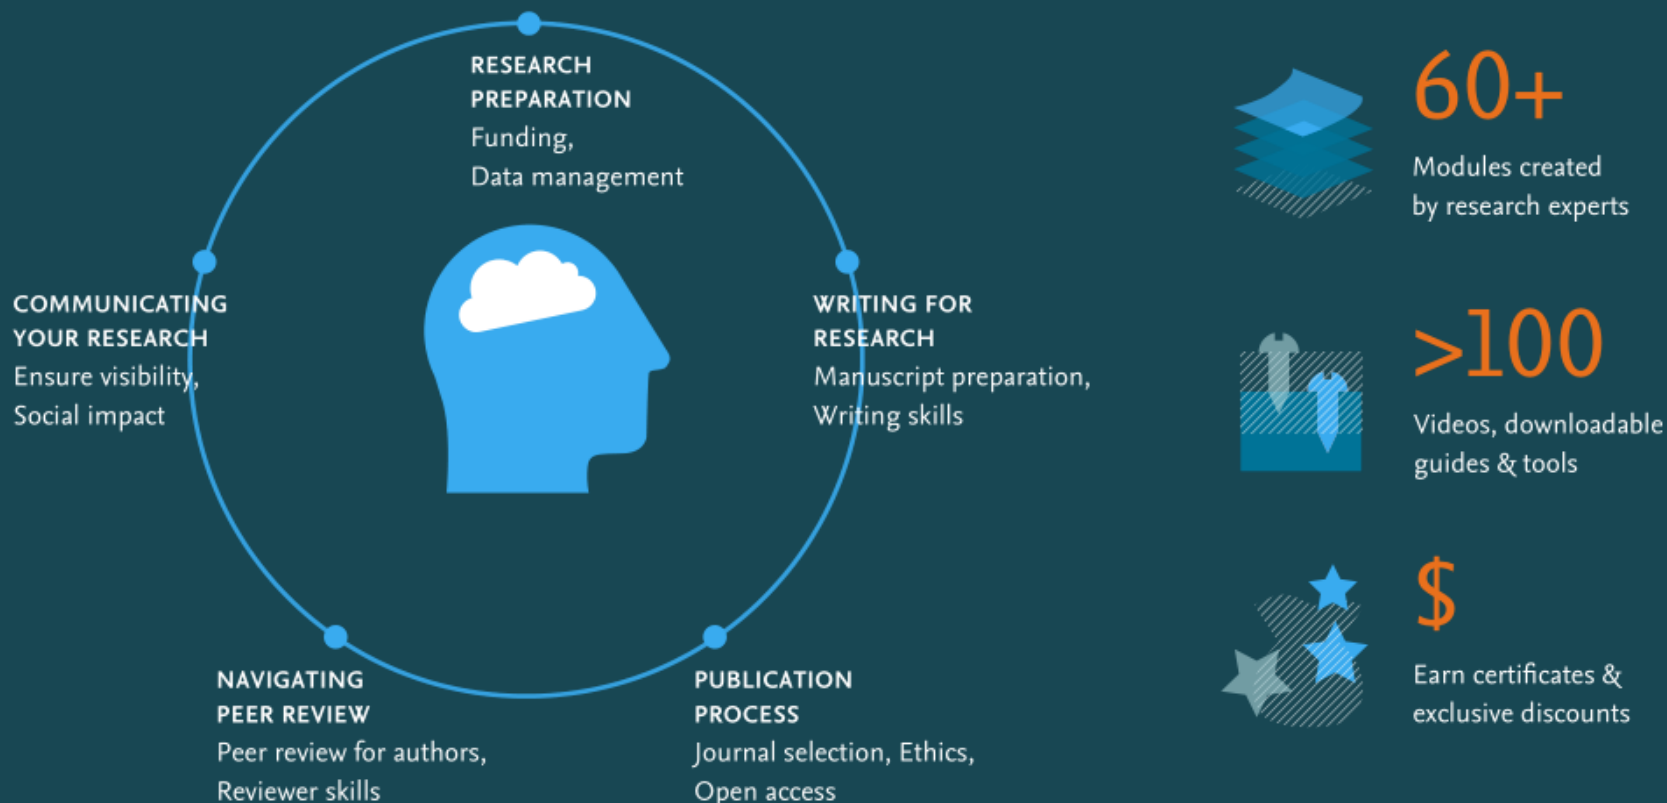 RESEARCH
PREPARATION
Funding,
Data management
WRITING FOR
RESEARCH
Manuscript preparation,
Writing skills
PUBLICATION
PROCESS
Journal selection, Ethics,
Open access
NAVIGATING
PEER REVIEW
Peer review for authors,
Reviewer skills
COMMUNICATING
YOUR RESEARCH
Ensure visibility,
Social impact
60+
Modules created
by research experts
>100
Videos, downloadable
guides & tools
$
Earn certificates &
exclusive discounts